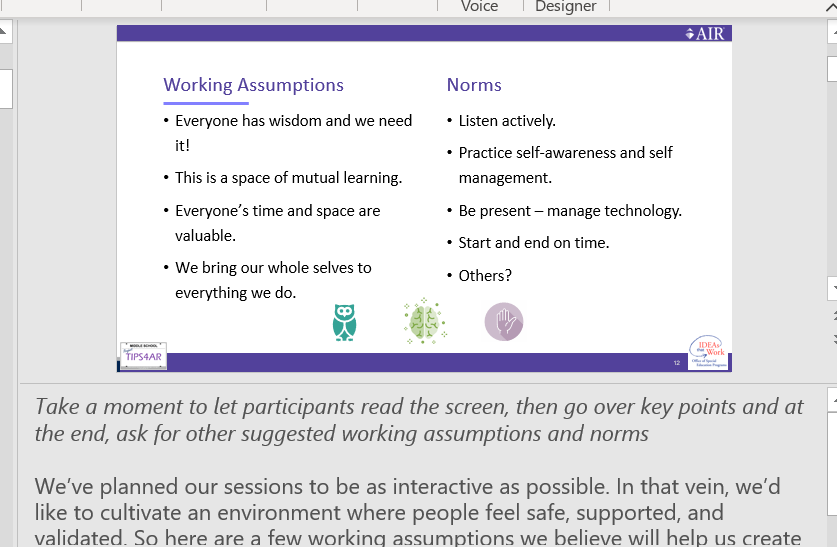 Voice
Designer
AIR
Working Assumptions
• Everyone has wisdom and we need
it!
• This is a space of mutual learning.
• Everyone’s time and space are
valuable.
• We bring our whole selves to
everything we do.
Norms
• Listen actively.
• Practice self-awareness and self
management.
• Be present – manage technology.
• Start and end on time.
• Others?
MIDDLE SCHOOL
TIPS4AR
12
IDEAs
that
Work
Office of Special
Education Programs
Take a moment to let participants read the screen, then go over key points and at
the end, ask for other suggested working assumptions and norms
We’ve planned our sessions to be as interactive as possible. In that vein, we’d
like to cultivate an environment where people feel safe, supported, and
validated. So here are a few working assumptions we believe will help us create